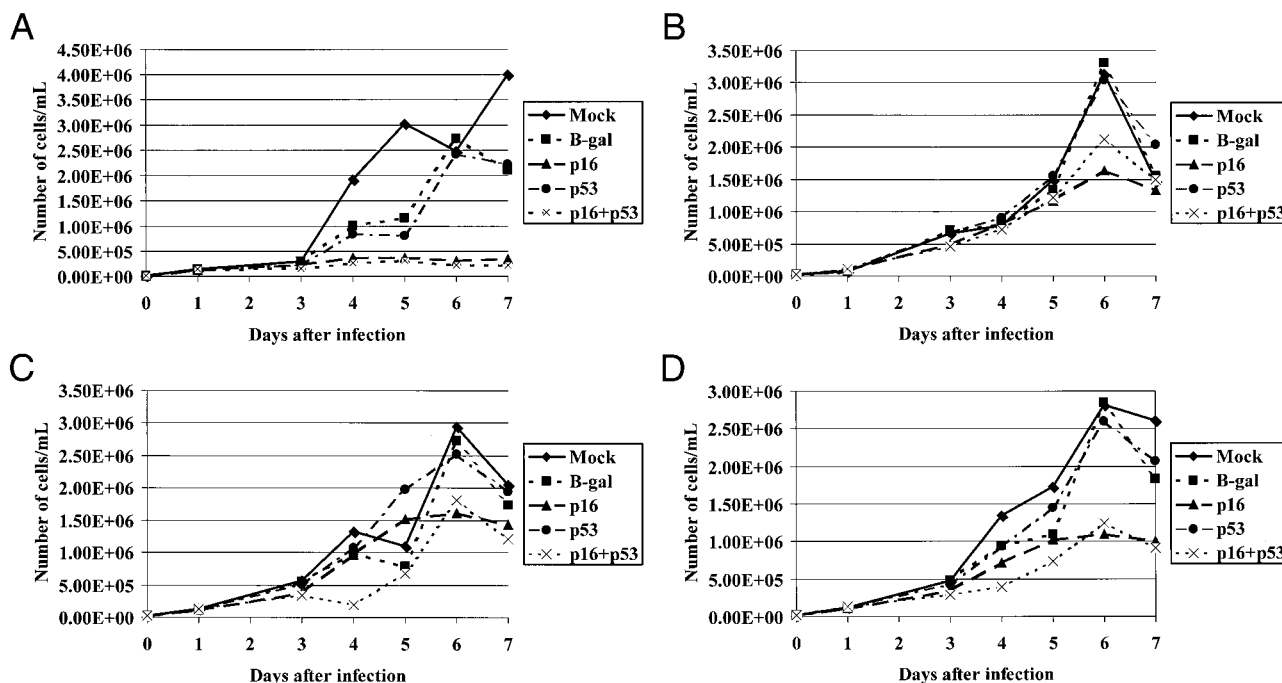 A
4.50E+06
4.00E+06
3.50E+06
3.00E+06
2.50E+06
2.00E+06
1.50E+06
1.00E+06
5.00E+05
0.00E+00
Number of cells/mL
0 1 2 3 4 5 6 7
Days after infection
Mock
B-gal
p16
p53
p16+p53
B
3.50E+06
3.00E+06
2.50E+06
2.00E+06
1.50E+06
1.00E+06
5.00E+05
0.00E+00
Number of cells/mL
0 1 2 3 4 5 6 7
Days after infection
Mock
B-gal
p16
p53
p16+p53
C
3.50E+06
3.00E+06
2.50E+06
2.00E+06
1.50E+06
1.00E+06
5.00E+05
0.00E+00
Number of cells/mL
0 1 2 3 4 5 6 7
Days after infection
Mock
B-gal
p16
p53
p16+p53
D
3.00E+06
2.50E+06
2.00E+06
1.50E+06
1.00E+06
5.00E+05
0.00E+00
Number of cells/mL
0 1 2 3 4 5 6 7
Days after infection
Mock
B-gal
p16
p53
p16+p53